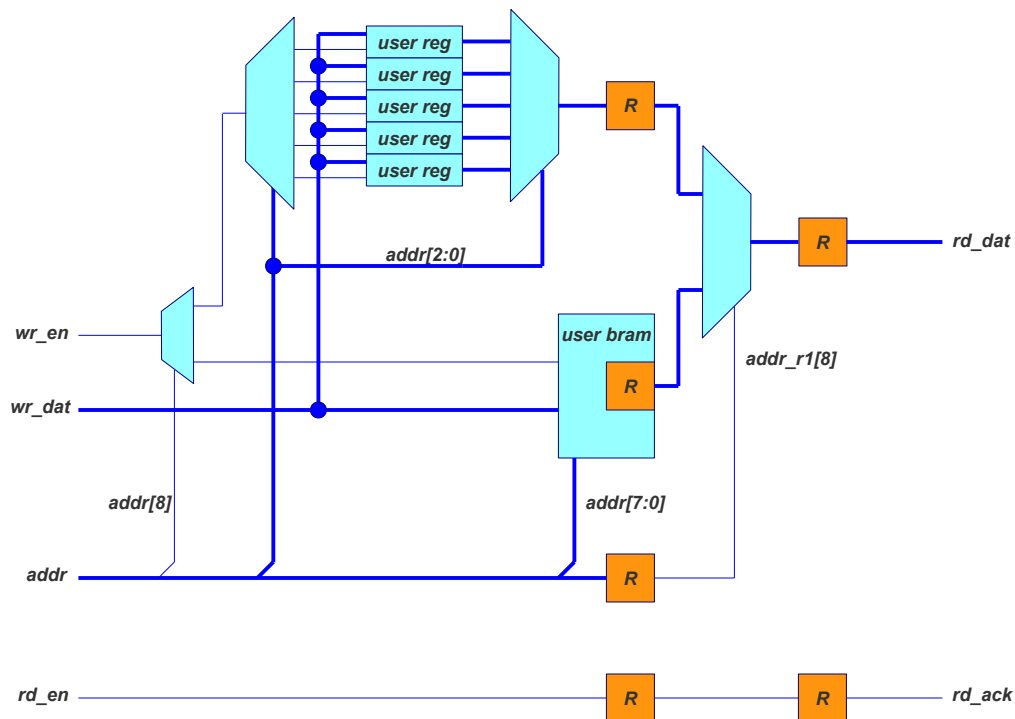 user reg
user reg
user reg
user reg
user reg
R
R
rd_dat
addr[2:0]
wr_en
user bram
R
addr_r1[8]
wr_dat
addr[8]
addr[7:0]
addr
R
rd_en
R
R
rd_ack